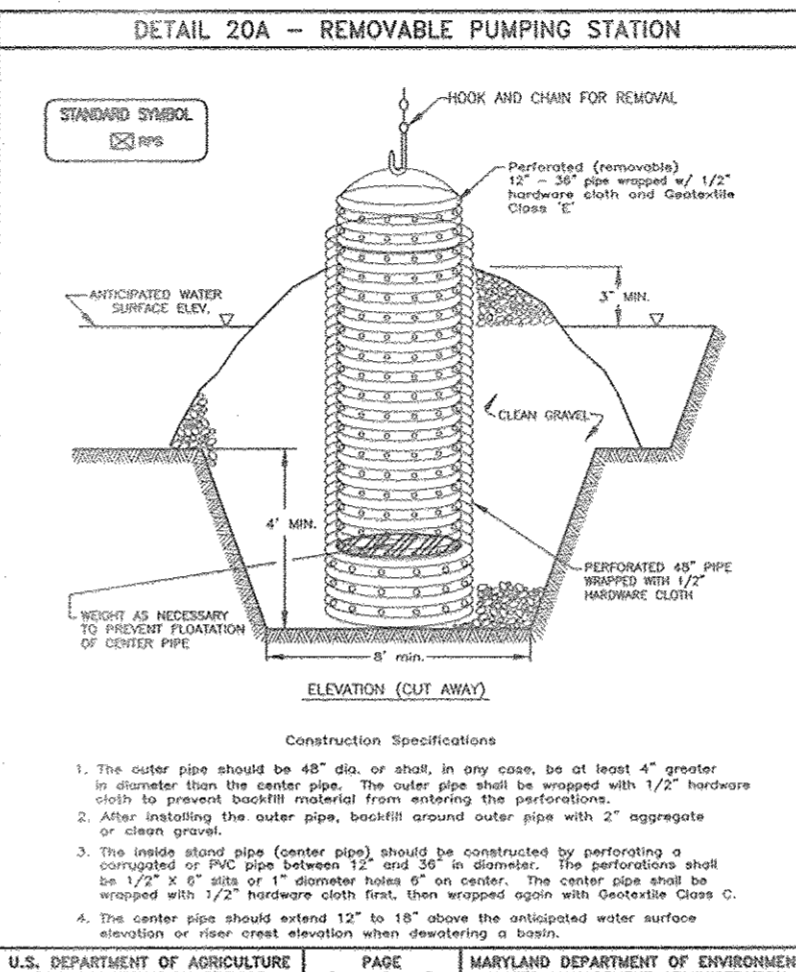 DETAIL 20A – REMOVABLE PUMPING STATION
STANDARD SYMBOL
RPS
HOOK AND CHAIN FOR REMOVAL
Perforated (removable)
12" – 36" pipe wrapped w/ 1/2"
hardware cloth and Geotextile
Class 'E'
ANTICIPATED WATER
SURFACE ELEV.
3" MIN.
CLEAN GRAVEL
4' MIN.
PERFORATED 48" PIPE
WRAPPED WITH 1/2"
HARDWARE CLOTH
WEIGHT AS NECESSARY
TO PREVENT FLOATATION
OF CENTER PIPE
8' min.
ELEVATION (CUT AWAY)
Construction Specifications
1. The outer pipe should be 48" dia. or shall, in any case, be at least 4" greater
in diameter than the center pipe. The outer pipe shall be wrapped with 1/2" hardware
cloth to prevent backfill material from entering the perforations.
2. After installing the outer pipe, backfill around outer pipe with 2" aggregate
or clean gravel.
3. The inside stand pipe (center pipe) should be constructed by perforating a
corrugated or PVC pipe between 12" and 36" in diameter. The perforations shall
be 1/2" X 6" slits or 1" diameter holes 6" on center. The center pipe shall be
wrapped with 1/2" hardware cloth first, then wrapped again with Geotextile Class C.
4. The center pipe should extend 12" to 18" above the anticipated water surface
elevation or riser crest elevation when dewatering a basin.
U.S. DEPARTMENT OF AGRICULTURE
PAGE
MARYLAND DEPARTMENT OF ENVIRONMEN